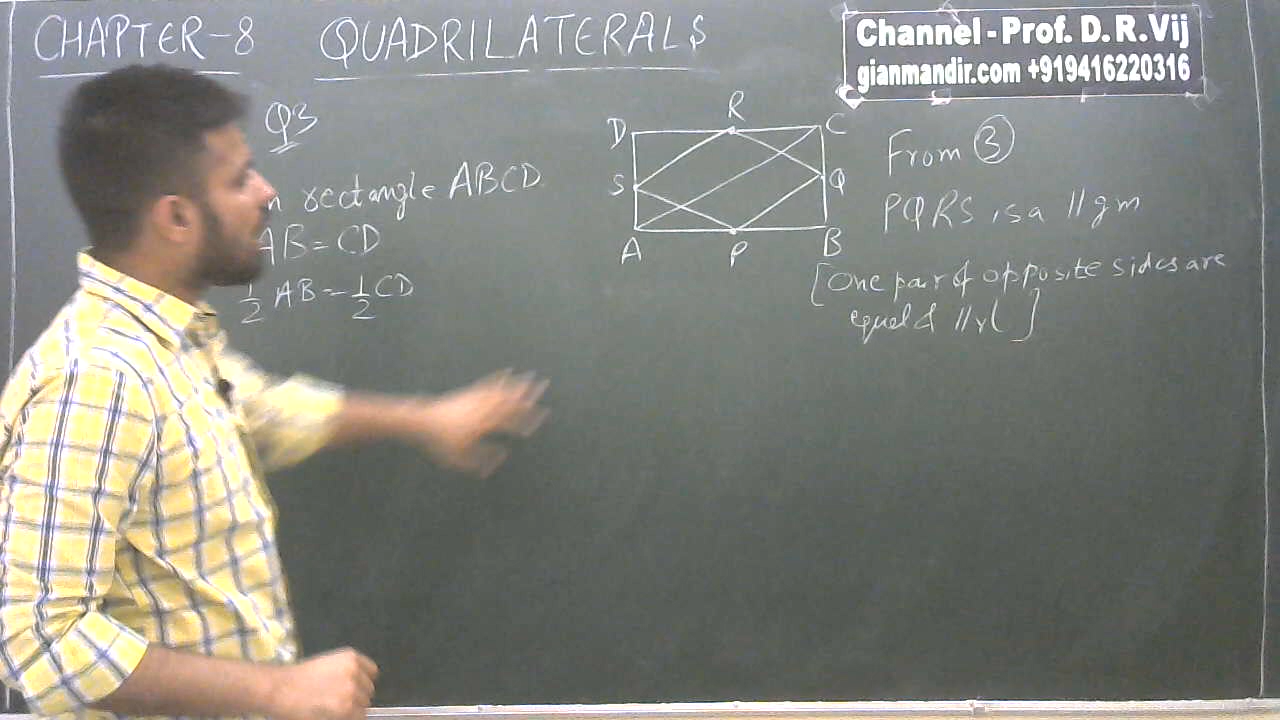 CHAPTER-8 QUADRILATERALS
Channel - Prof. D. R. Vij
gianmandir.com +919416220316
Q3
n rectangle ABCD
AB = CD
1/2 AB = 1/2 CD
D R C
S Q
A P B
From ③
PQRS is a ||gm
[One pair of opposite sides are
equal & ||rl]